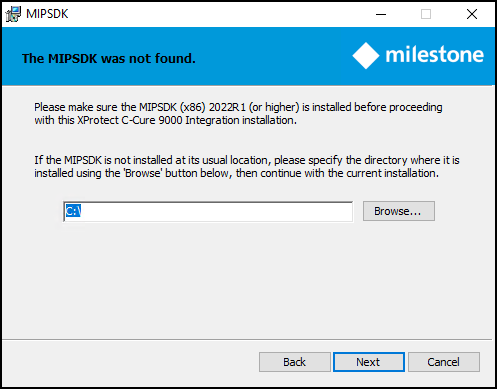 MIPSDK
The MIPSDK was not found.
milestone
Please make sure the MIPSDK (x86) 2022R1 (or higher) is installed before proceeding
with this XProtect C-Cure 9000 Integration installation.
If the MIPSDK is not installed at its usual location, please specify the directory where it is
installed using the 'Browse' button below, then continue with the current installation.
C:\
Browse...
Back
Next
Cancel